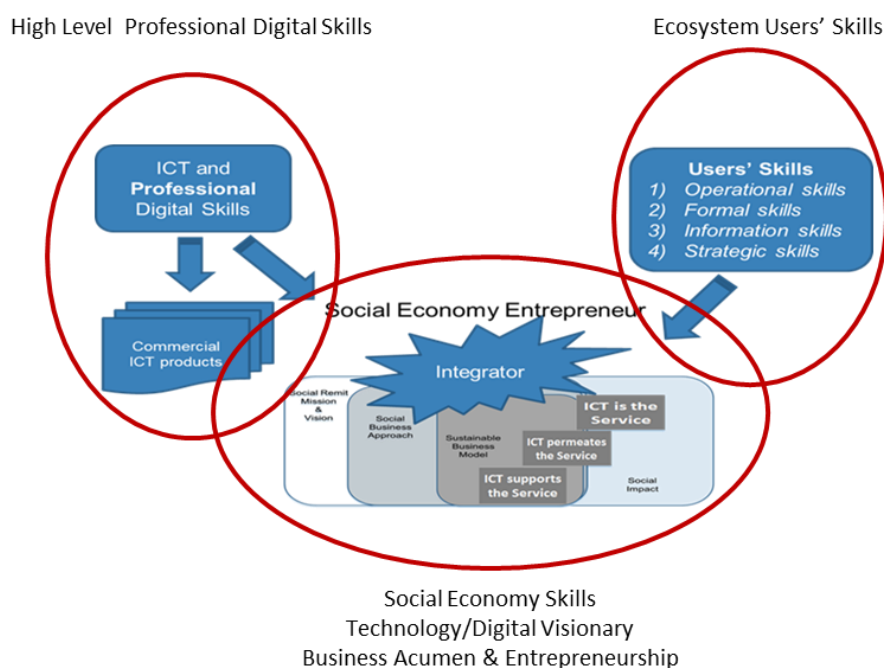 High Level Professional Digital Skills
Ecosystem Users' Skills
ICT and
Professional
Digital Skills
Users' Skills
1) Operational skills
2) Formal skills
3) Information skills
4) Strategic skills
Commercial
ICT products
Social Economy Entrepreneur
Integrator
Social Remit
Mission
&
Vision
Social
Business
Approach
Sustainable
Business
Model
ICT is the
Service
ICT permeates
the Service
ICT supports
the Service
Social
Impact
Social Economy Skills
Technology/Digital Visionary
Business Acumen & Entrepreneurship